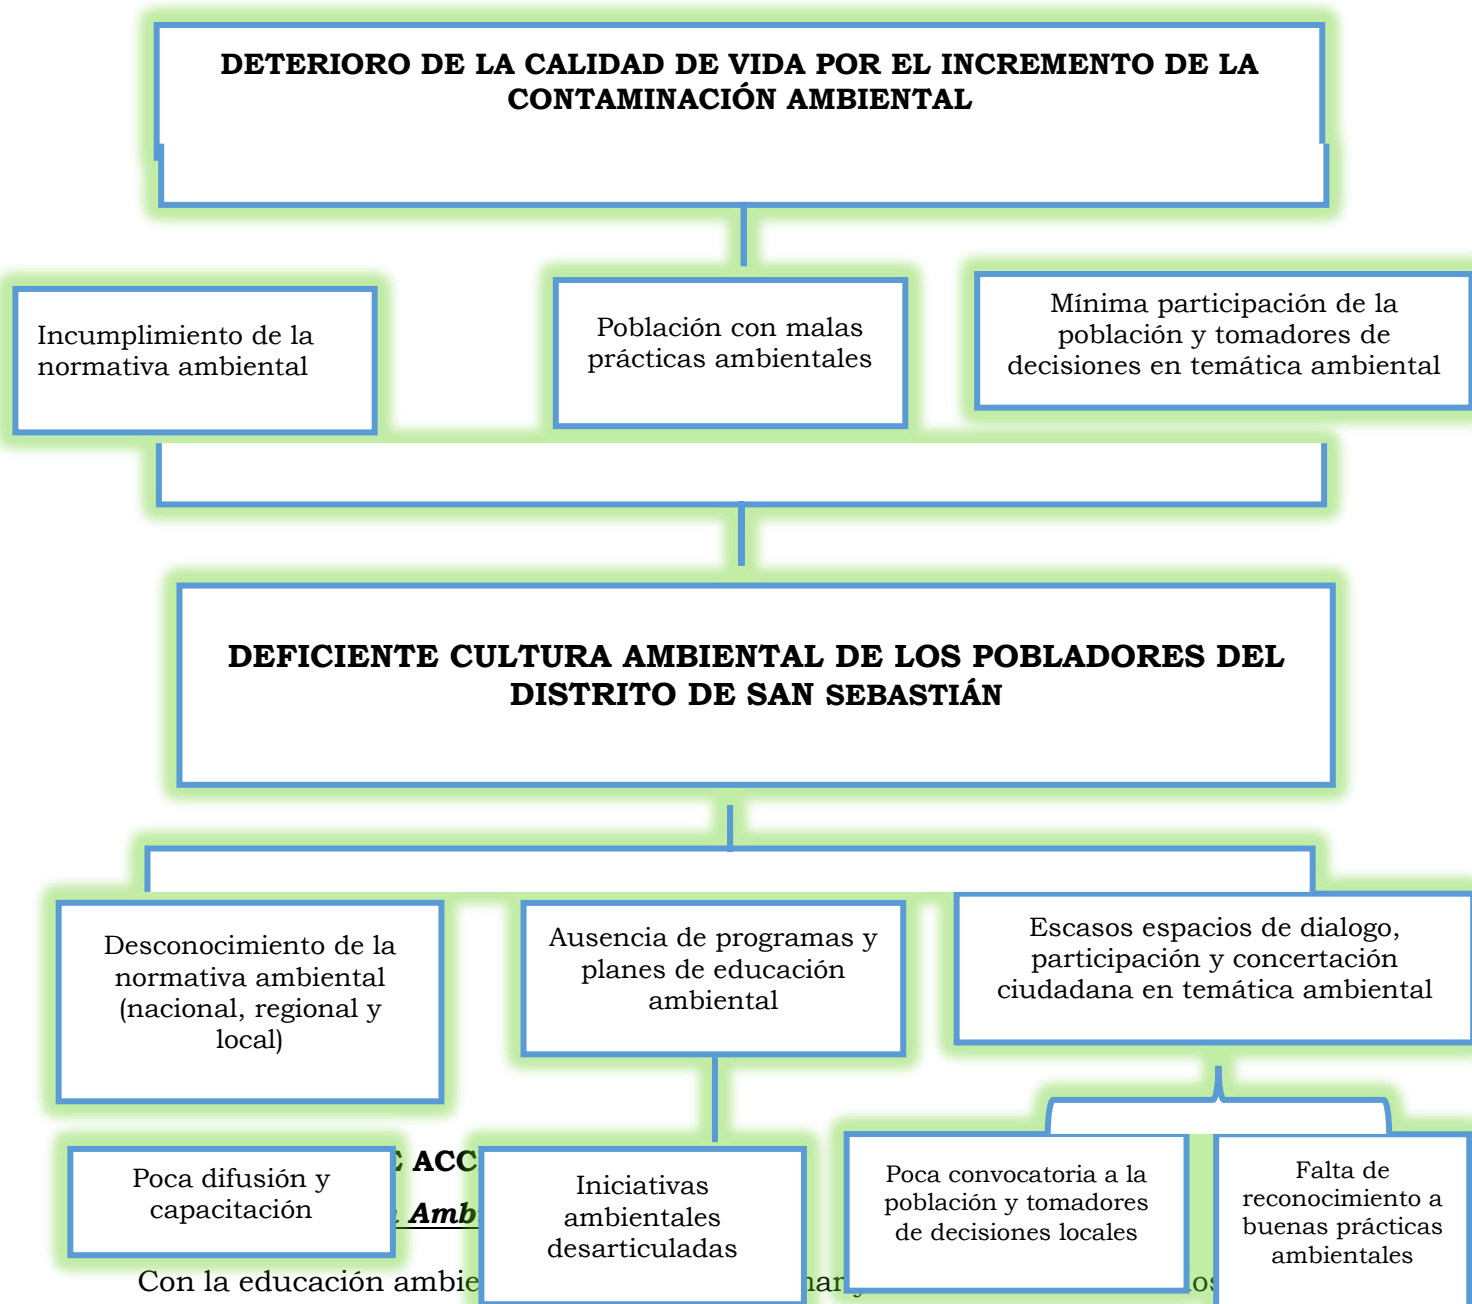 DETERIORO DE LA CALIDAD DE VIDA POR EL INCREMENTO DE LA
CONTAMINACIÓN AMBIENTAL
Incumplimiento de la
normativa ambiental
Población con malas
prácticas ambientales
Mínima participación de la
población y tomadores de
decisiones en temática ambiental
DEFICIENTE CULTURA AMBIENTAL DE LOS POBLADORES DEL
DISTRITO DE SAN SEBASTIÁN
Desconocimiento de la
normativa ambiental
(nacional, regional y
local)
Ausencia de programas y
planes de educación
ambiental
Escasos espacios de dialogo,
participación y concertación
ciudadana en temática ambiental
Poca difusión y
capacitación
Iniciativas
ambientales
desarticuladas
Poca convocatoria a la
población y tomadores
de decisiones locales
Falta de
reconocimiento a
buenas prácticas
ambientales
Con la educación